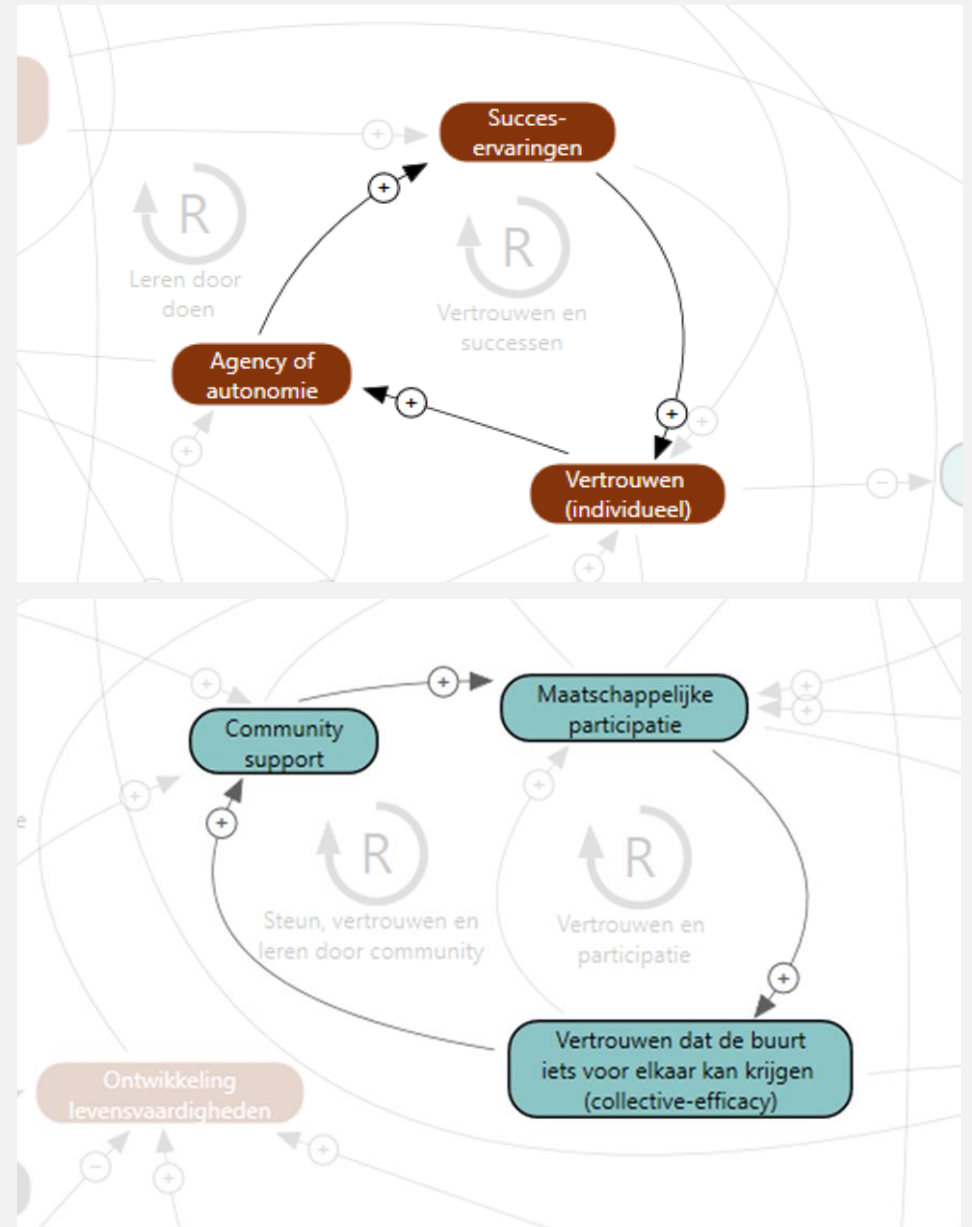 Succes-
ervaringen
+
+
R
R
Leren door
doen
Vertrouwen en
successen
Agency of
autonomie
+
+
+
+
Vertrouwen
(individueel)
−
+
+
+
+
Maatschappelijke
participatie
+
+
Community
support
+
+
+
e
R
R
Steun, vertrouwen en
leren door community
Vertrouwen en
participatie
+
Vertrouwen dat de buurt
iets voor elkaar kan krijgen
(collective-efficacy)
Ontwikkeling
levensvaardigheden
+
−
+